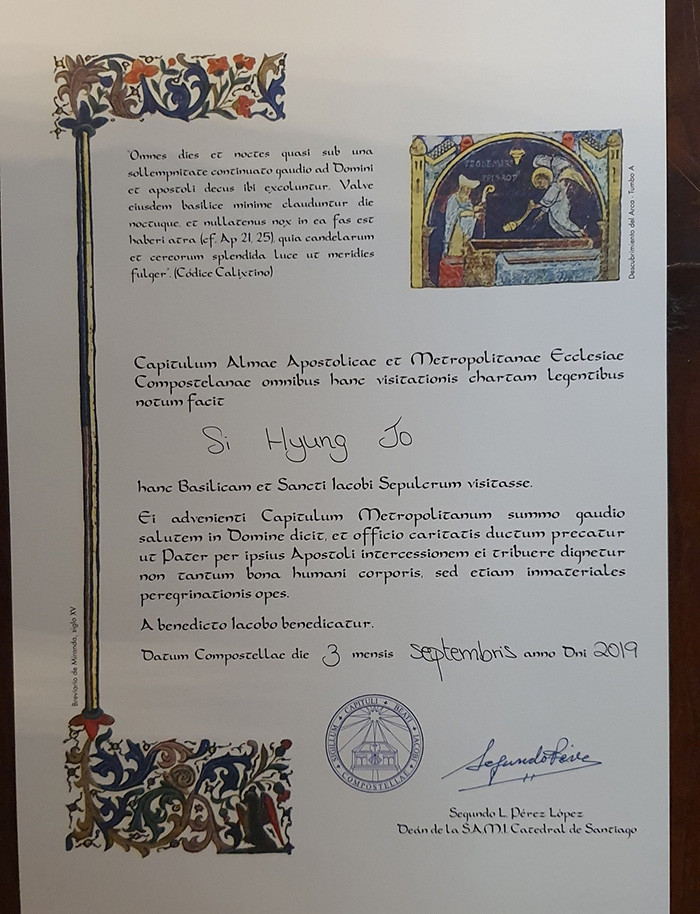 "Omnes dies et noctes quasi sub una
sollempnitate continuato gaudio ad Domini
et apostoli decus ibi excoluntur. Valve
eiusdem basilice minime clauduntur die
noctuque, et nullatenus nox in ea fas est
haberi atra (cf. Ap 21, 25), quia candelarum
et cereorum splendida luce ut meridies
fulget". (Códice Calixtino)
TEODEMIR'
EPISROP'
Descubrimiento del Arca - Tumbo A
Capitulum Almae Apostolicae et Metropolitanae Ecclesiae
Compostelanae omnibus hanc visitationis chartam legentibus
notum facit
Si Hyung Jo
hanc Basilicam et Sancti Iacobi Sepulcrum visitasse.
Ei advenienti Capitulum Metropolitanum summo gaudio
salutem in Domine dicit, et officio caritatis ductum precatur
ut Pater per ipsius Apostoli intercessionem ei tribuere dignetur
non tantum bona humani corporis, sed etiam inmateriales
peregrinationis opes.
A benedicto Iacobo benedicatur.
Datum Compostellae die 3 mensis septembris anno Dni 2019
Breviario de Miranda, siglo XV
SIGILLUM CAPITULI BEATI IACOBI
COMPOSTELLAE
Segundo Pérez
Segundo L. Pérez López
Deán de la S.A.M.I. Catedral de Santiago